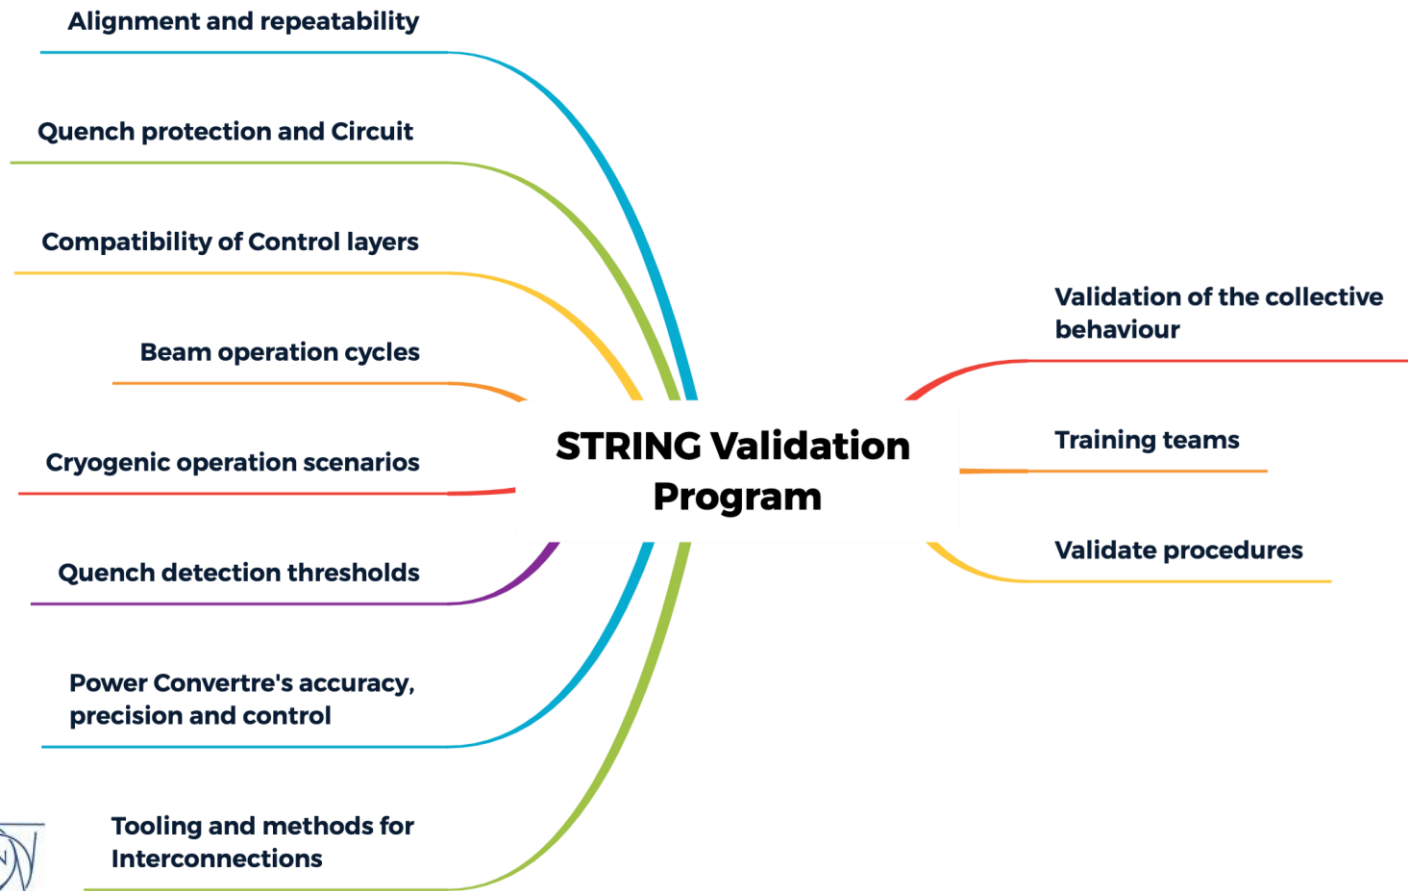 Alignment and repeatability
Quench protection and Circuit
Compatibility of Control layers
Beam operation cycles
Cryogenic operation scenarios
Quench detection thresholds
Power Convertre's accuracy,
precision and control
Tooling and methods for
Interconnections
STRING Validation
Program
Validation of the collective
behaviour
Training teams
Validate procedures